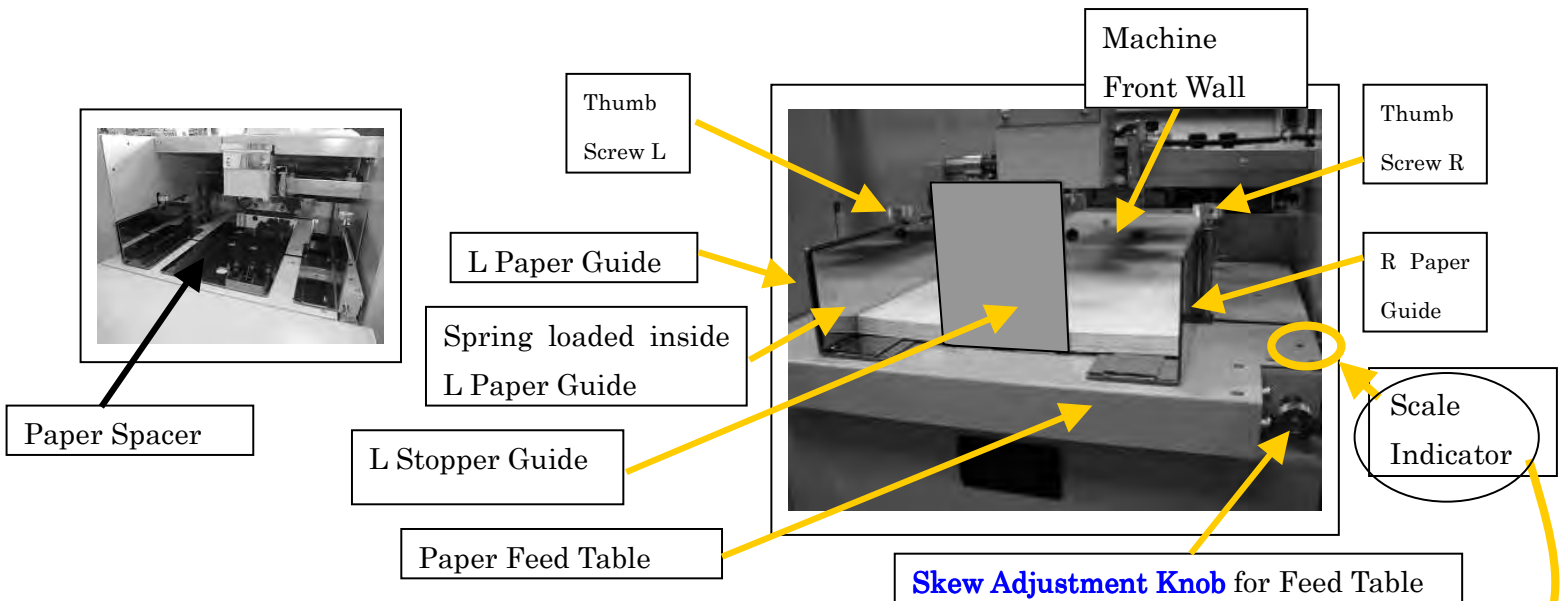 Machine
Front Wall
Thumb
Screw L
Thumb
Screw R
L Paper Guide
R Paper
Guide
Spring loaded inside
L Paper Guide
Scale
Indicator
Paper Spacer
L Stopper Guide
Paper Feed Table
Skew Adjustment Knob for Feed Table